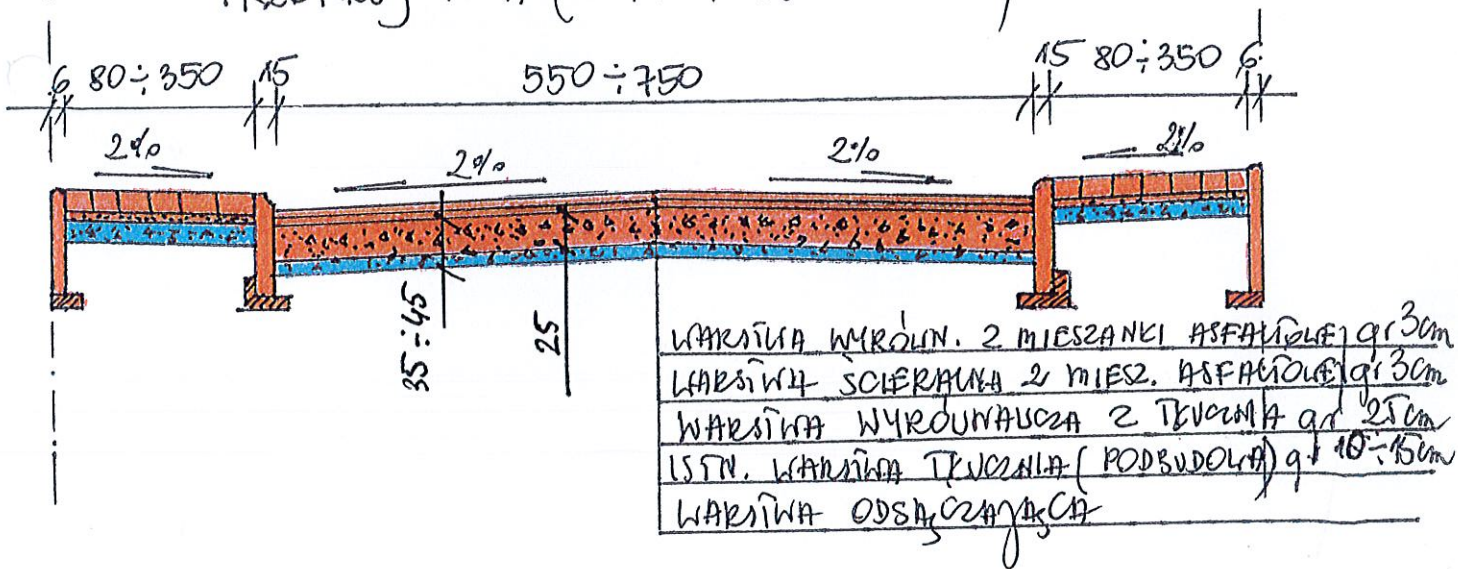 6 80÷350 15 550÷750 15 80÷350 6
2% 2% 2% 2%
35÷45
25
WARSTWA WYRÓWN. Z MIESZANKI ASFALTOWEJ gr 3cm
WARSTWA ŚCIERALNA Z MIESZ. ASFALTOWEJ gr 3cm
WARSTWA WYRÓWNAWCZA Z TŁUCZNIA gr 25cm
ISTN. WARSTWA TŁUCZNIA (PODBUDOWA) gr 10÷15cm
WARSTWA ODSĄCZAJĄCA